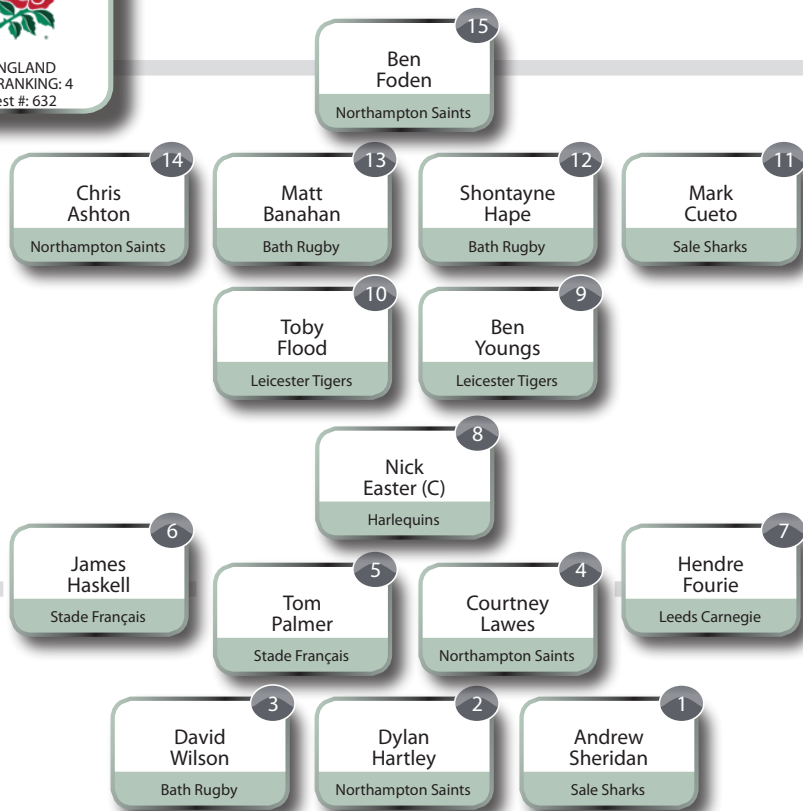 NGLAND
RANKING: 4
est #: 632
15
Ben
Foden
Northampton Saints
14
Chris
Ashton
Northampton Saints
13
Matt
Banahan
Bath Rugby
12
Shontayne
Hape
Bath Rugby
11
Mark
Cueto
Sale Sharks
10
Toby
Flood
Leicester Tigers
9
Ben
Youngs
Leicester Tigers
8
Nick
Easter (C)
Harlequins
6
James
Haskell
Stade Français
5
Tom
Palmer
Stade Français
4
Courtney
Lawes
Northampton Saints
7
Hendre
Fourie
Leeds Carnegie
3
David
Wilson
Bath Rugby
2
Dylan
Hartley
Northampton Saints
1
Andrew
Sheridan
Sale Sharks